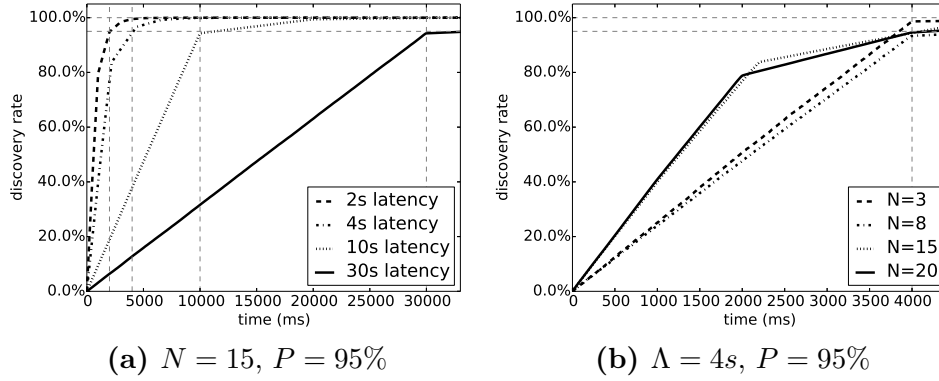 100.0%
80.0%
60.0%
40.0%
20.0%
0.0%
discovery rate
0 5000 10000 15000 20000 25000 30000
time (ms)
2s latency
4s latency
10s latency
30s latency
(a) N = 15, P = 95%
100.0%
80.0%
60.0%
40.0%
20.0%
0.0%
discovery rate
0 500 1000 1500 2000 2500 3000 3500 4000
time (ms)
N=3
N=8
N=15
N=20
(b) Λ = 4s, P = 95%